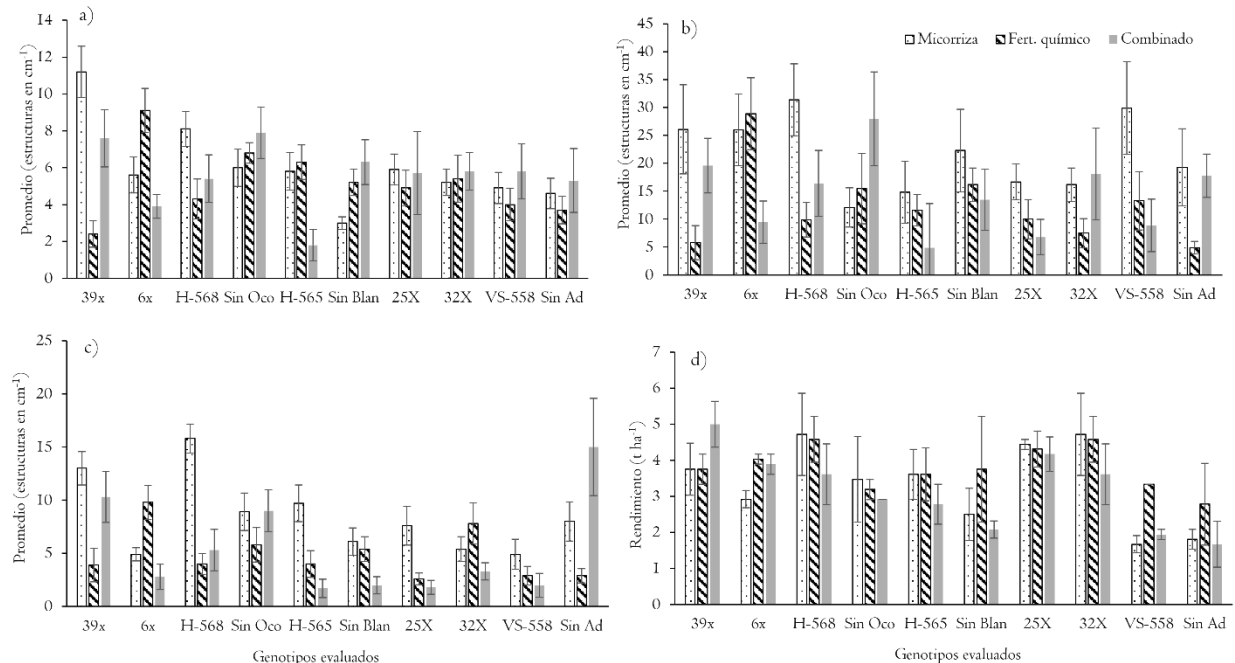 a)
Promedio (estructuras en cm⁻¹)
14
12
10
8
6
4
2
0
39x 6x H-568 Sin Oco H-565 Sin Blan 25X 32X VS-558 Sin Ad
b)
Micorriza Fert. químico Combinado
Promedio (estructuras en cm⁻¹)
45
40
35
30
25
20
15
10
5
0
39x 6x H-568 Sin Oco H-565 Sin Blan 25X 32X VS-558 Sin Ad
c)
Promedio (estructuras en cm⁻¹)
25
20
15
10
5
0
39x 6x H-568 Sin Oco H-565 Sin Blan 25X 32X VS-558 Sin Ad
Genotipos evaluados
d)
Rendimiento (t ha⁻¹)
7
6
5
4
3
2
1
0
39x 6x H-568 Sin Oco H-565 Sin Blan 25X 32X VS-558 Sin Ad
Genotipos evaluados